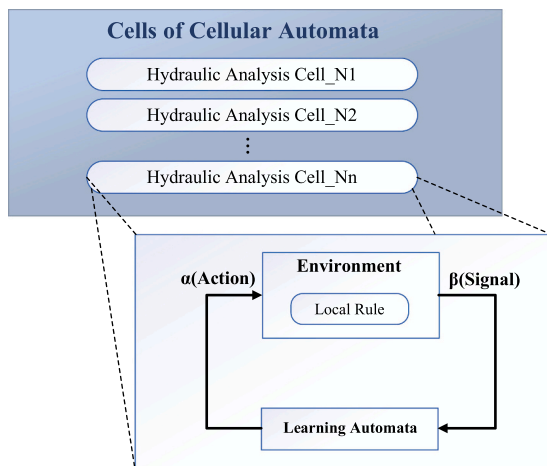 Cells of Cellular Automata
Hydraulic Analysis Cell_N1
Hydraulic Analysis Cell_N2
⋮
Hydraulic Analysis Cell_Nn
Environment
α(Action)
β(Signal)
Local Rule
Learning Automata